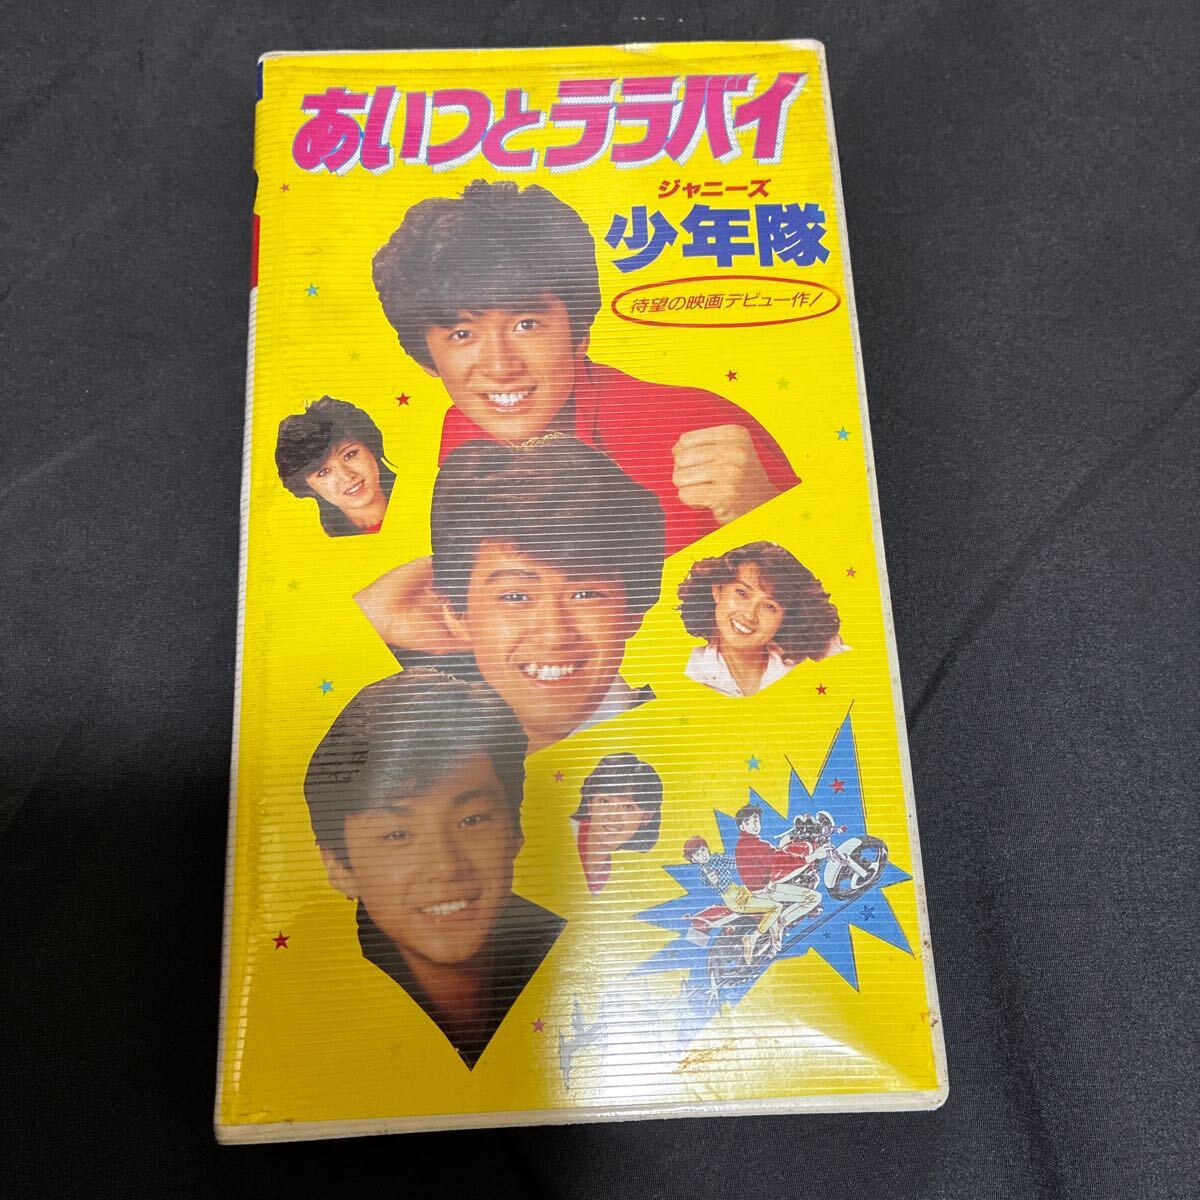 あいつとララバイ
ジャニーズ
少年隊
待望の映画デビュー作!